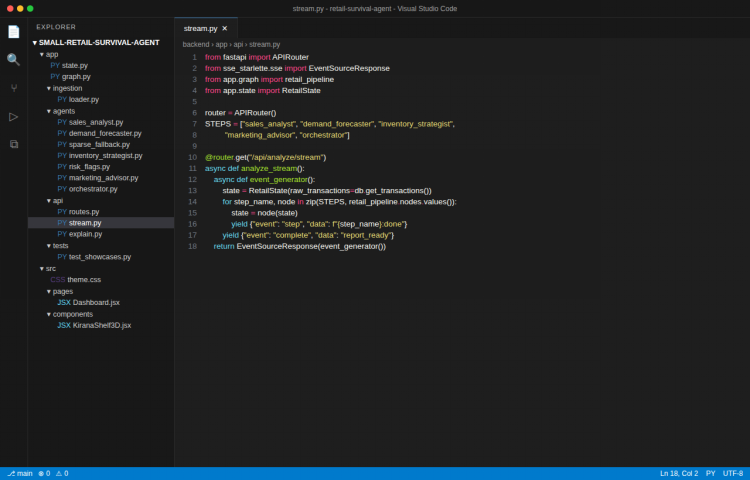 stream.py - retail-survival-agent - Visual Studio Code
EXPLORER
▾ SMALL-RETAIL-SURVIVAL-AGENT
▾ app
PY state.py
PY graph.py
▾ ingestion
PY loader.py
▾ agents
PY sales_analyst.py
PY demand_forecaster.py
PY sparse_fallback.py
PY inventory_strategist.py
PY risk_flags.py
PY marketing_advisor.py
PY orchestrator.py
▾ api
PY routes.py
PY stream.py
PY explain.py
▾ tests
PY test_showcases.py
▾ src
CSS theme.css
▾ pages
JSX Dashboard.jsx
▾ components
JSX KiranaShelf3D.jsx
stream.py ✕
backend › app › api › stream.py
1 from fastapi import APIRouter
2 from sse_starlette.sse import EventSourceResponse
3 from app.graph import retail_pipeline
4 from app.state import RetailState
5
6 router = APIRouter()
7 STEPS = ["sales_analyst", "demand_forecaster", "inventory_strategist",
8 "marketing_advisor", "orchestrator"]
9
10 @router.get("/api/analyze/stream")
11 async def analyze_stream():
12 async def event_generator():
13 state = RetailState(raw_transactions=db.get_transactions())
14 for step_name, node in zip(STEPS, retail_pipeline.nodes.values()):
15 state = node(state)
16 yield {"event": "step", "data": f"{step_name}:done"}
17 yield {"event": "complete", "data": "report_ready"}
18 return EventSourceResponse(event_generator())
⎇ main ⊗ 0 ⚠ 0 Ln 18, Col 2 PY UTF-8